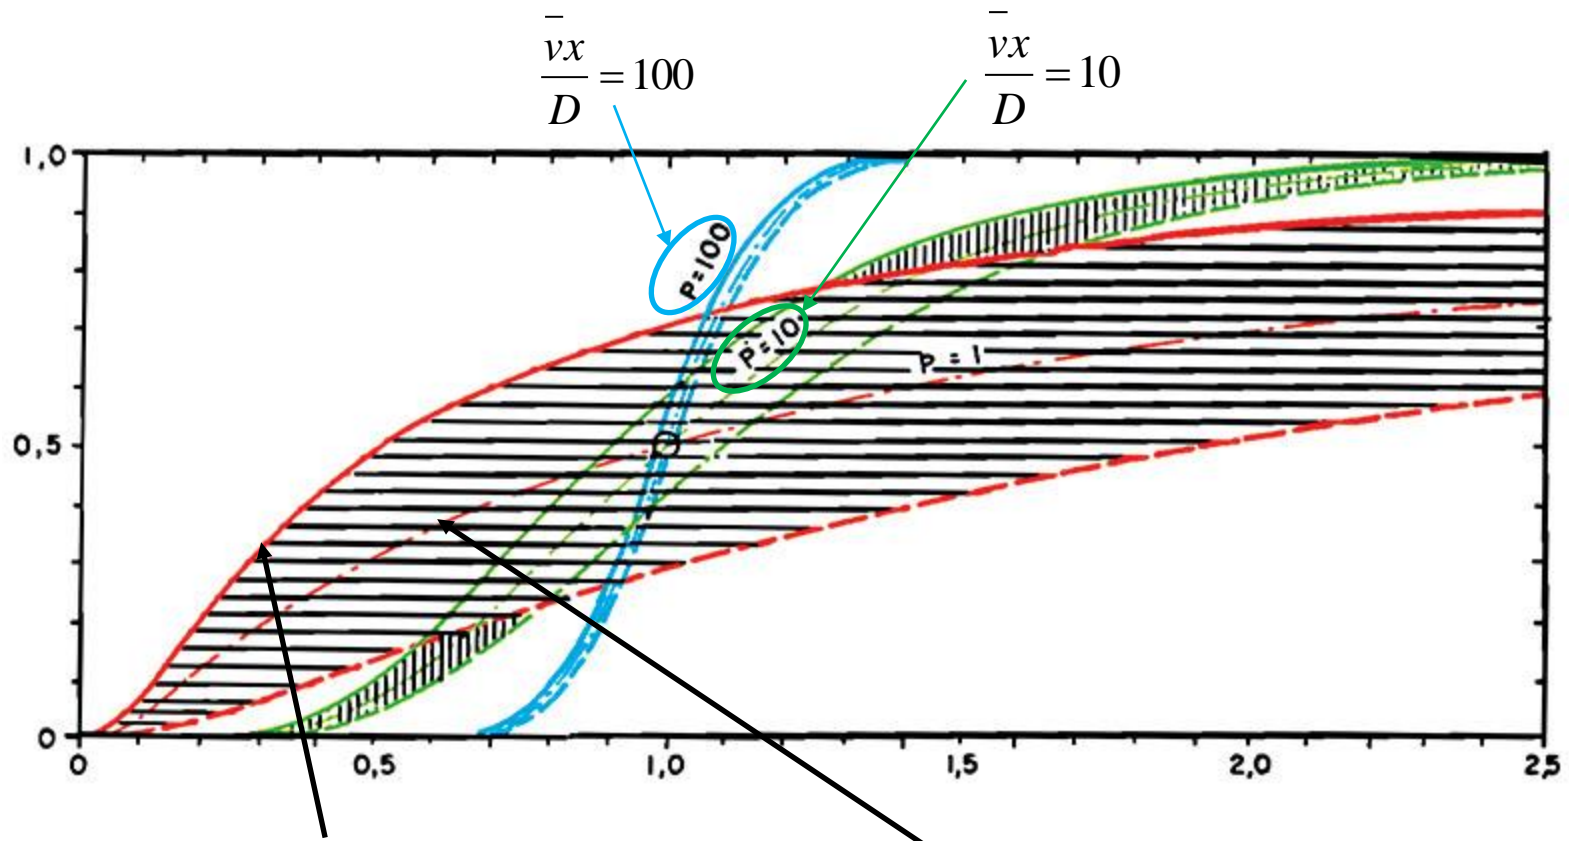 v̄x/D = 100
v̄x/D = 10
1,0
P=100
P=10
P = 1
0,5
0
0 0,5 1,0 1,5 2,0 2,5